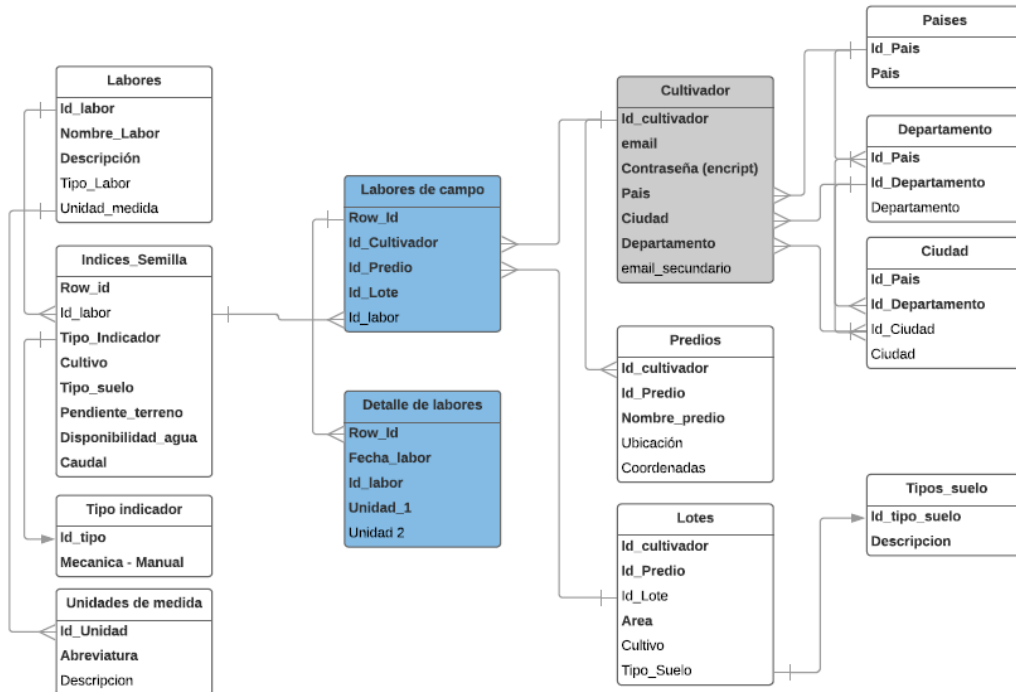 Labores
Id_labor
Nombre_Labor
Descripción
Tipo_Labor
Unidad_medida
Indices_Semilla
Row_id
Id_labor
Tipo_Indicador
Cultivo
Tipo_suelo
Pendiente_terreno
Disponibilidad_agua
Caudal
Tipo indicador
Id_tipo
Mecanica - Manual
Unidades de medida
Id_Unidad
Abreviatura
Descripcion
Labores de campo
Row_Id
Id_Cultivador
Id_Predio
Id_Lote
Id_labor
Detalle de labores
Row_Id
Fecha_labor
Id_labor
Unidad_1
Unidad 2
Cultivador
Id_cultivador
email
Contraseña (encript)
Pais
Ciudad
Departamento
email_secundario
Predios
Id_cultivador
Id_Predio
Nombre_predio
Ubicación
Coordenadas
Lotes
Id_cultivador
Id_Predio
Id_Lote
Area
Cultivo
Tipo_Suelo
Paises
Id_Pais
Pais
Departamento
Id_Pais
Id_Departamento
Departamento
Ciudad
Id_Pais
Id_Departamento
Id_Ciudad
Ciudad
Tipos_suelo
Id_tipo_suelo
Descripcion